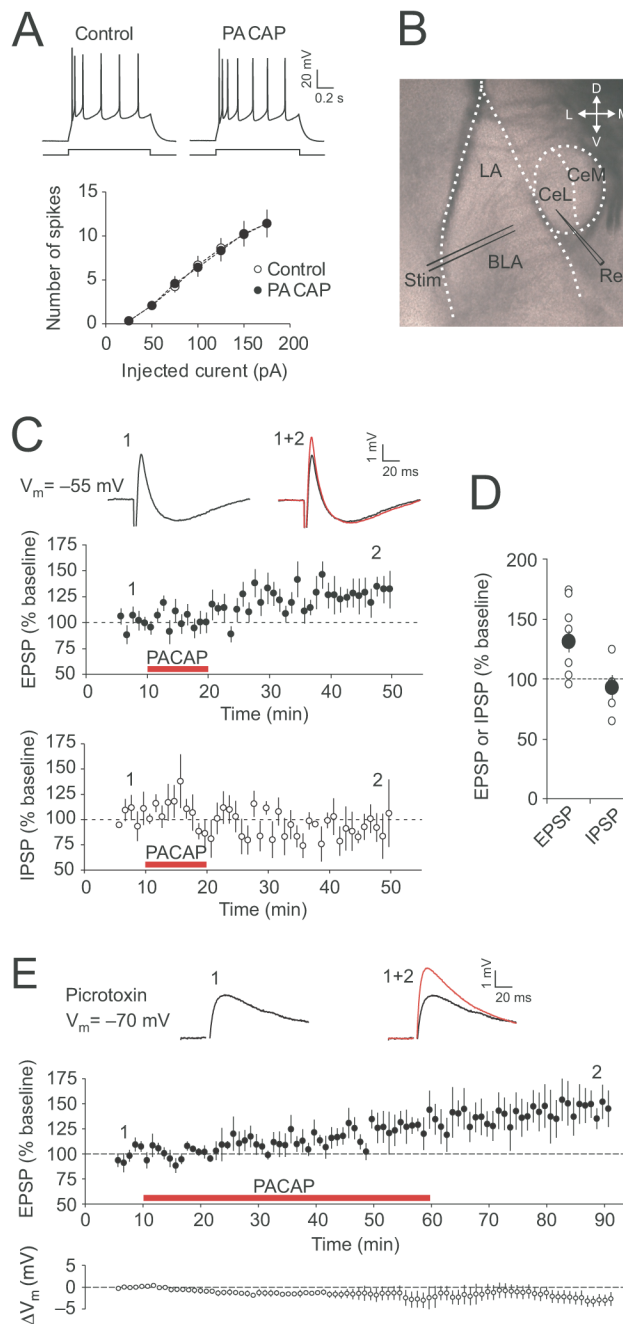 A
Control
PACAP
20 mV
0.2 s
Number of spikes
15
10
5
0
Control
PACAP
0
50
100
150
200
Injected curent (pA)
B
D
L
M
V
LA
CeM
CeL
BLA
Stim
Re
C
1
1+2
1 mV
20 ms
Vm= –55 mV
EPSP (% baseline)
175
150
125
100
75
50
1
2
PACAP
0 10 20 30 40 50
Time (min)
IPSP (% baseline)
175
150
125
100
75
50
1
2
PACAP
0 10 20 30 40 50
Time (min)
D
EPSP or IPSP (% baseline)
200
150
100
50
0
EPSP
IPSP
E
1
1+2
1 mV
20 ms
Picrotoxin
Vm= –70 mV
EPSP (% baseline)
175
150
125
100
75
50
1
2
PACAP
0 10 20 30 40 50 60 70 80 90
Time (min)
ΔVm (mV)
5
0
–5